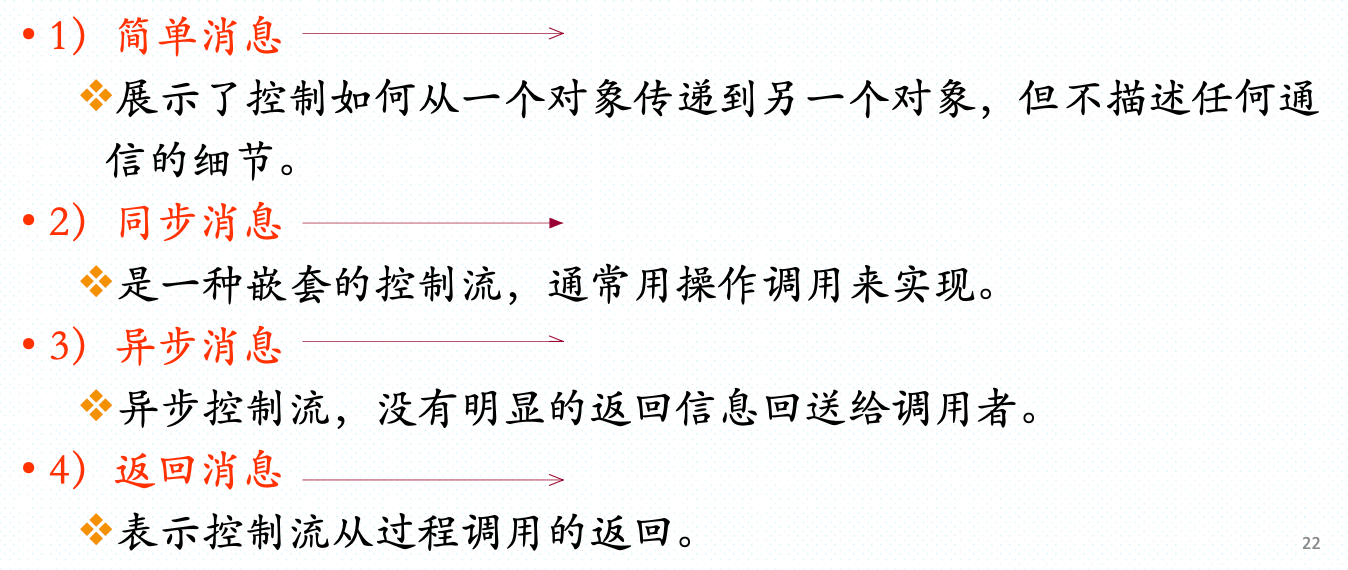 • 1）简单消息
❖展示了控制如何从一个对象传递到另一个对象，但不描述任何通
信的细节。
• 2）同步消息
❖是一种嵌套的控制流，通常用操作调用来实现。
• 3）异步消息
❖异步控制流，没有明显的返回信息回送给调用者。
• 4）返回消息
❖表示控制流从过程调用的返回。
22